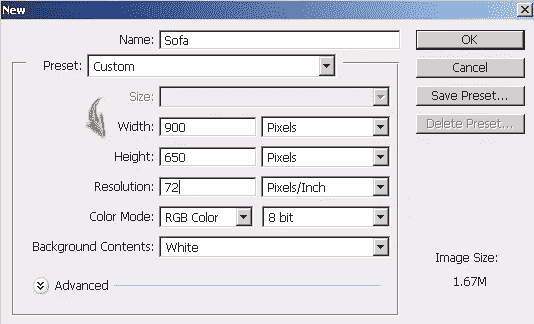 New
Name: Sofa OK
Preset: Custom Cancel
Size: Save Preset...
Width: 900 Pixels Delete Preset...
Height: 650 Pixels
Resolution: 72 Pixels/Inch
Color Mode: RGB Color 8 bit
Background Contents: White Image Size:
Advanced 1.67M